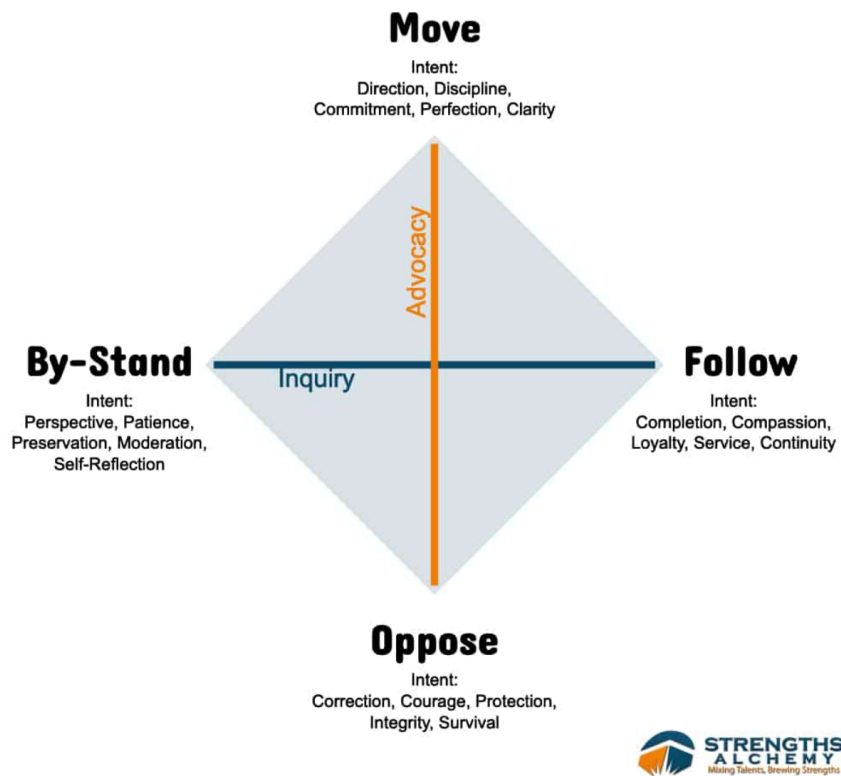 Move
Intent:
Direction, Discipline,
Commitment, Perfection, Clarity
Advocacy
By-Stand
Intent:
Perspective, Patience,
Preservation, Moderation,
Self-Reflection
Inquiry
Follow
Intent:
Completion, Compassion,
Loyalty, Service, Continuity
Oppose
Intent:
Correction, Courage, Protection,
Integrity, Survival
STRENGTHS
ALCHEMY
Mixing Talents, Brewing Strengths